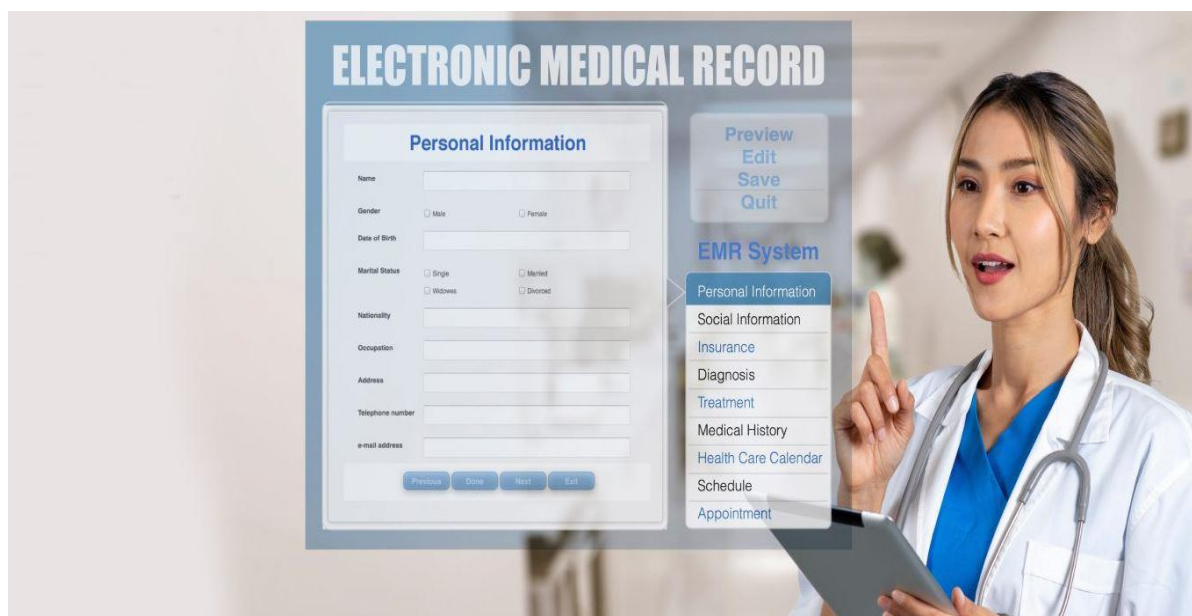 ELECTRONIC MEDICAL RECORD
Personal Information
Name
Gender
Male Female
Date of Birth
Marital Status
Single Married
Widowes Divorced
Nationality
Occupation
Address
Telephone number
e-mail address
Previous Done Next Exit
Preview
Edit
Save
Quit
EMR System
Personal Information
Social Information
Insurance
Diagnosis
Treatment
Medical History
Health Care Calendar
Schedule
Appointment